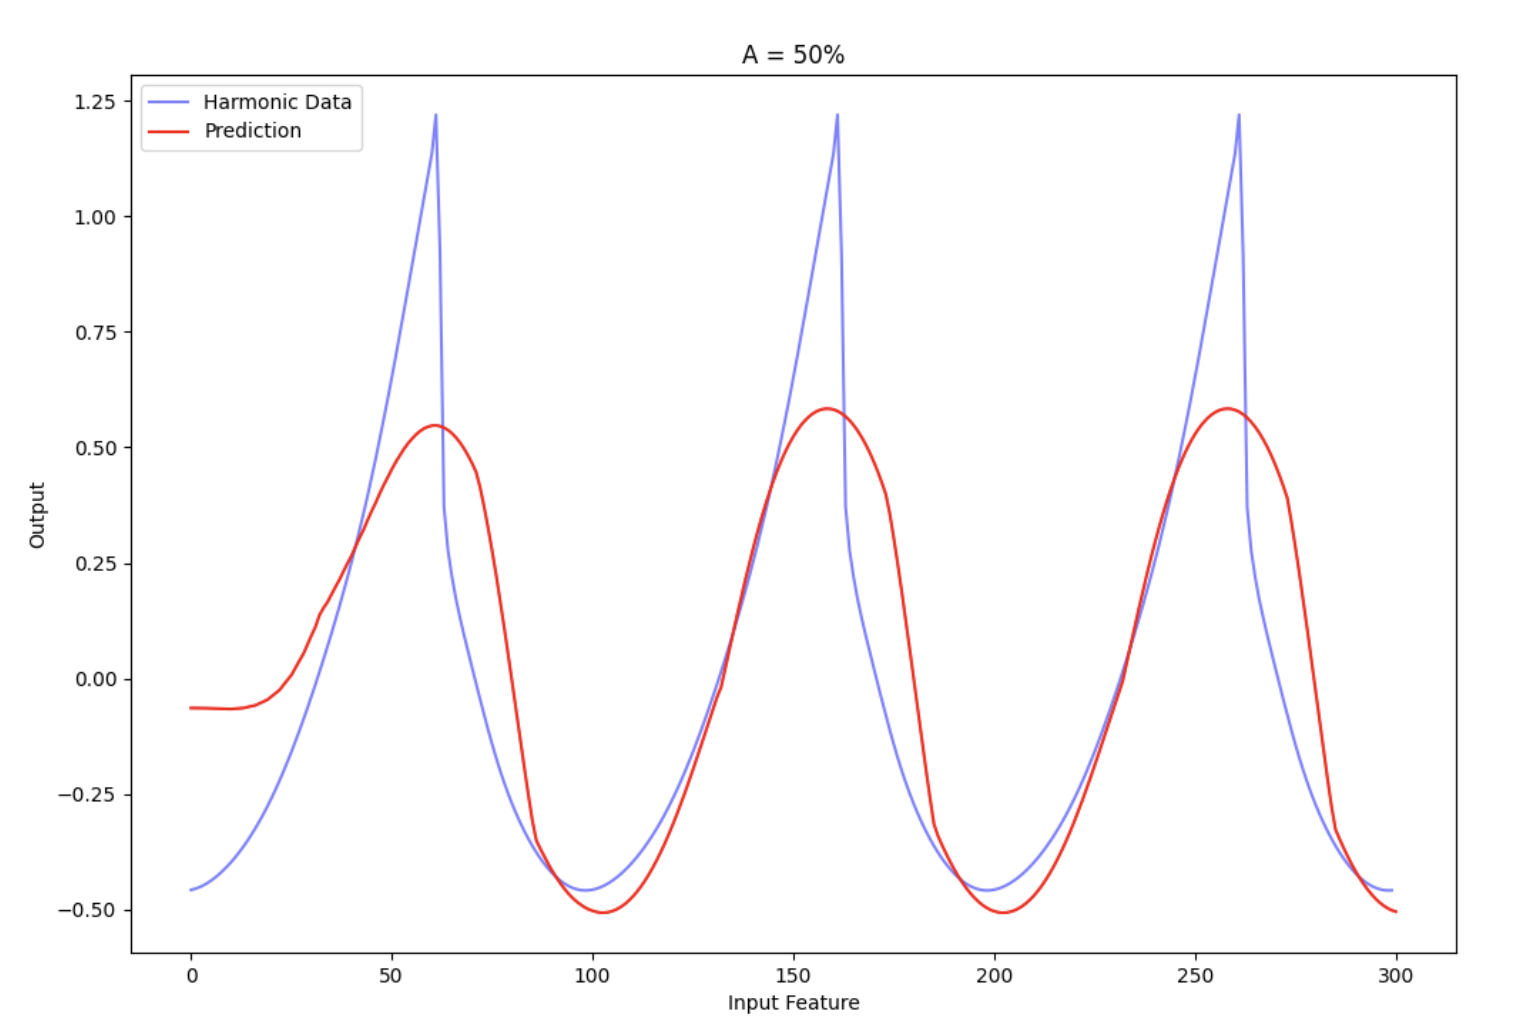 A = 50%
Harmonic Data
Prediction
1.25
1.00
0.75
0.50
0.25
0.00
−0.25
−0.50
Output
0 50 100 150 200 250 300
Input Feature